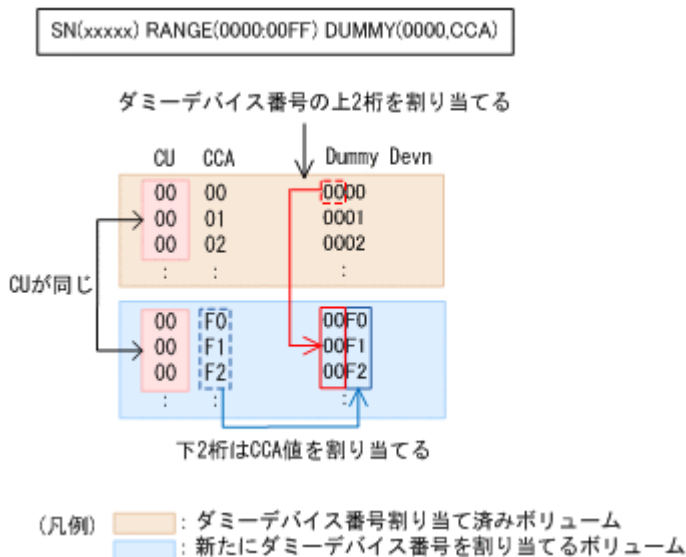 SN(xxxxx) RANGE(0000:00FF) DUMMY(0000,CCA)
ダミーデバイス番号の上2桁を割り当てる
CU CCA Dummy Devn
00 00 0000
00 01 0001
00 02 0002
: : :
CUが同じ
00 F0 00F0
00 F1 00F1
00 F2 00F2
: : :
下2桁はCCA値を割り当てる
(凡例) : ダミーデバイス番号割り当て済みボリューム
: 新たにダミーデバイス番号を割り当てるボリューム